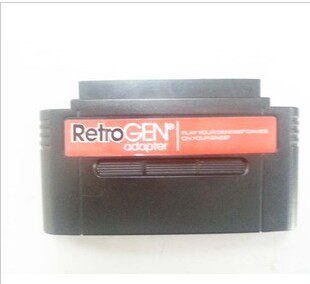 RetroGEN
adapter
PLAY YOUR GENESIS GAMES
ON YOUR SNES